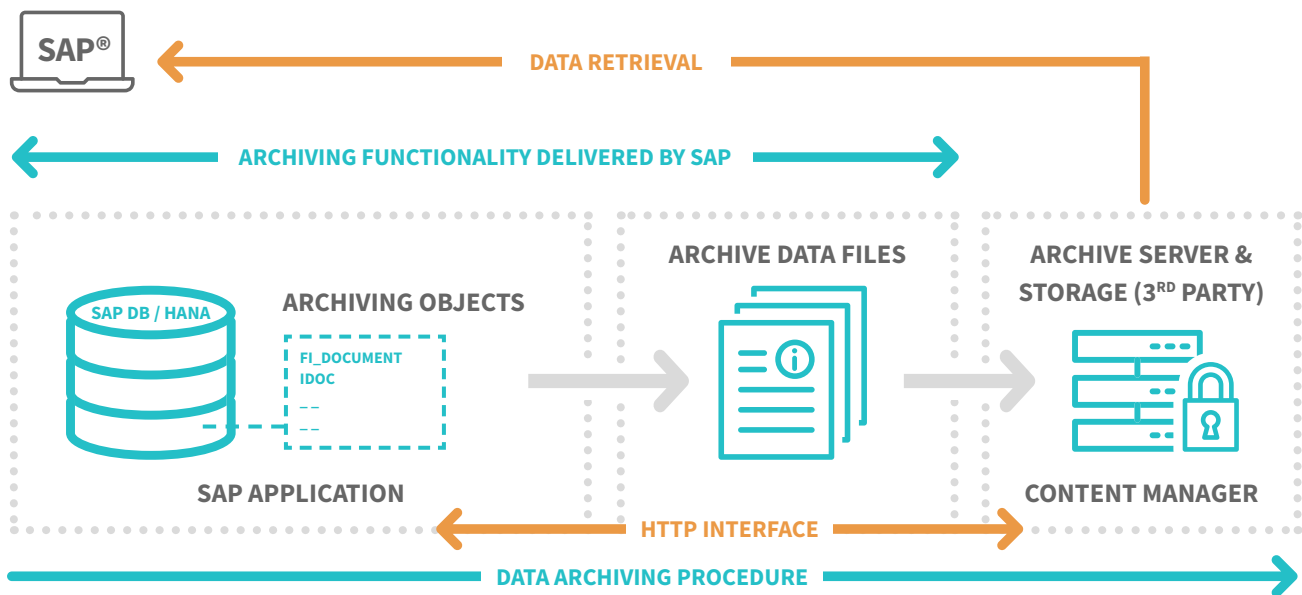 SAP®
DATA RETRIEVAL
ARCHIVING FUNCTIONALITY DELIVERED BY SAP
SAP DB / HANA
ARCHIVING OBJECTS
FI_DOCUMENT
IDOC
_ _
_ _
SAP APPLICATION
ARCHIVE DATA FILES
ARCHIVE SERVER &
STORAGE (3RD PARTY)
CONTENT MANAGER
HTTP INTERFACE
DATA ARCHIVING PROCEDURE